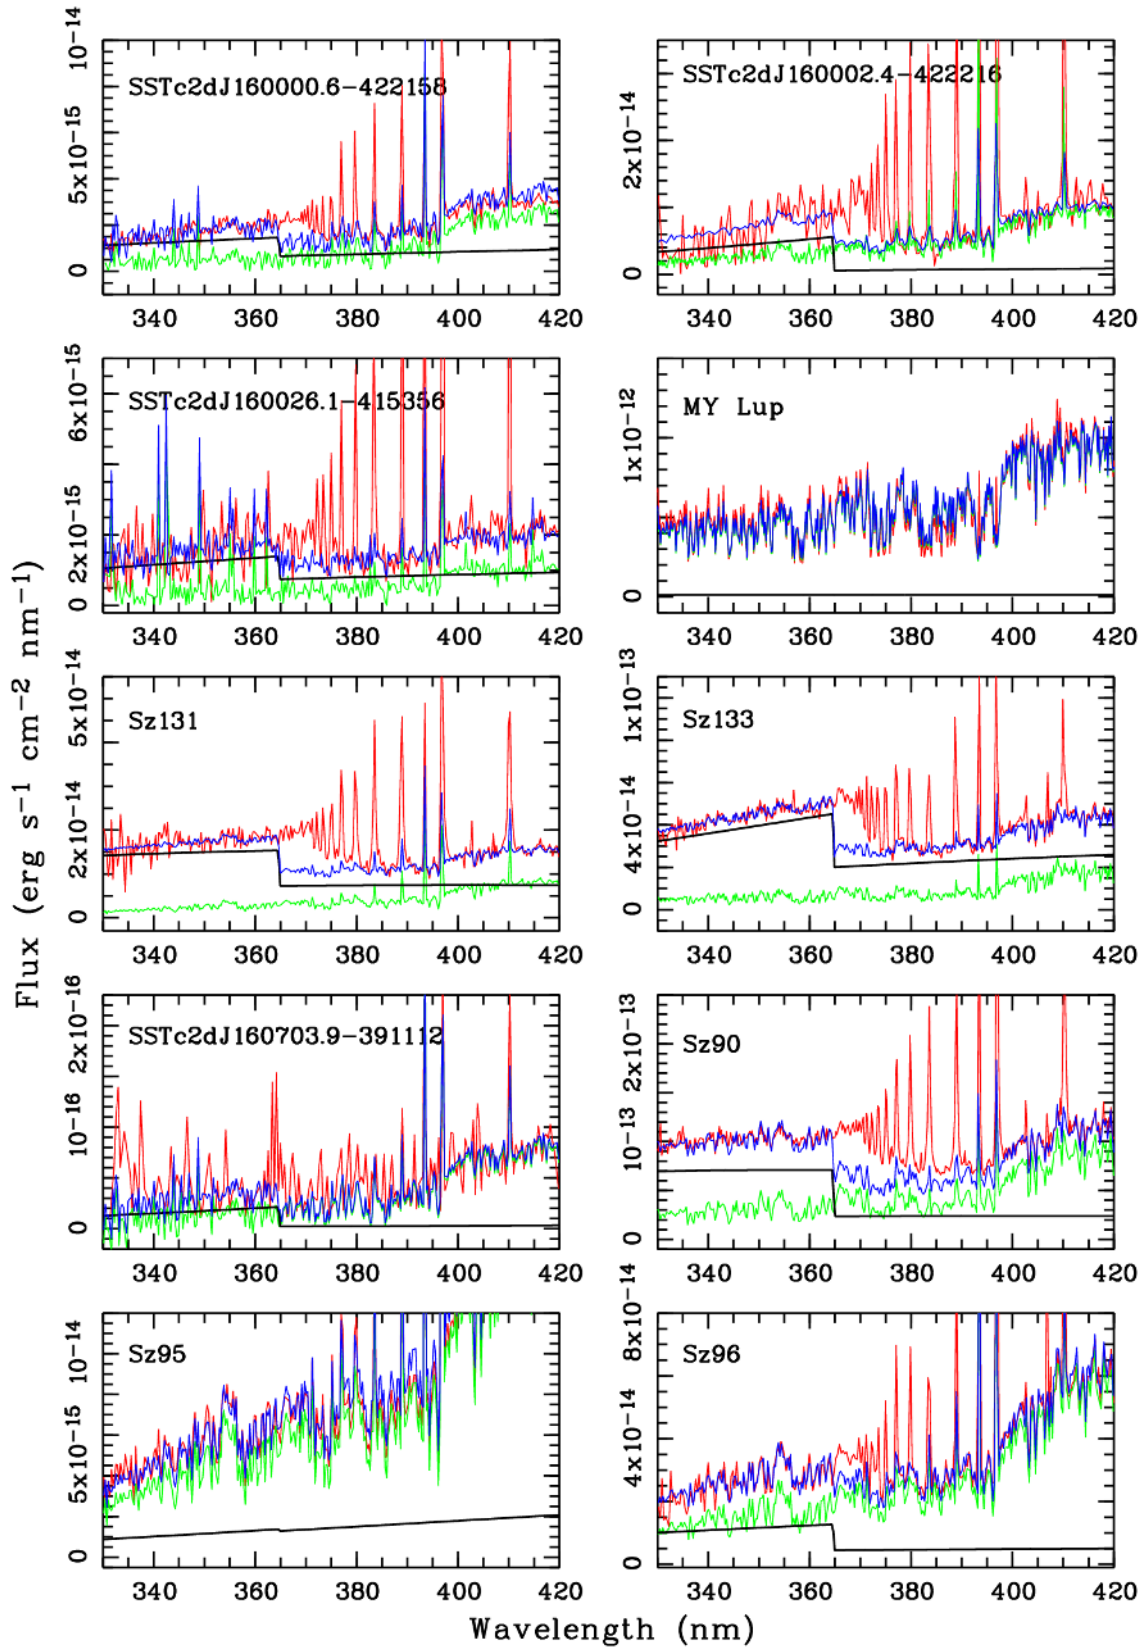 10⁻¹⁴
5x10⁻¹⁵
0
SSTc2dJ160000.6−422158
340 360 380 400 420
2x10⁻¹⁴
0
SSTc2dJ160002.4−422216
340 360 380 400 420
6x10⁻¹⁵
2x10⁻¹⁵
0
SSTc2dJ160026.1−415356
340 360 380 400 420
1x10⁻¹²
0
MY Lup
340 360 380 400 420
Flux (erg s⁻¹ cm⁻² nm⁻¹)
5x10⁻¹⁴
2x10⁻¹⁴
0
Sz131
340 360 380 400 420
1x10⁻¹³
4x10⁻¹⁴
0
Sz133
340 360 380 400 420
2x10⁻¹⁶
10⁻¹⁶
0
SSTc2dJ160703.9−391112
340 360 380 400 420
2x10⁻¹³
10⁻¹³
0
Sz90
340 360 380 400 420
10⁻¹⁴
5x10⁻¹⁵
0
Sz95
340 360 380 400 420
8x10⁻¹⁴
4x10⁻¹⁴
0
Sz96
340 360 380 400 420
Wavelength (nm)